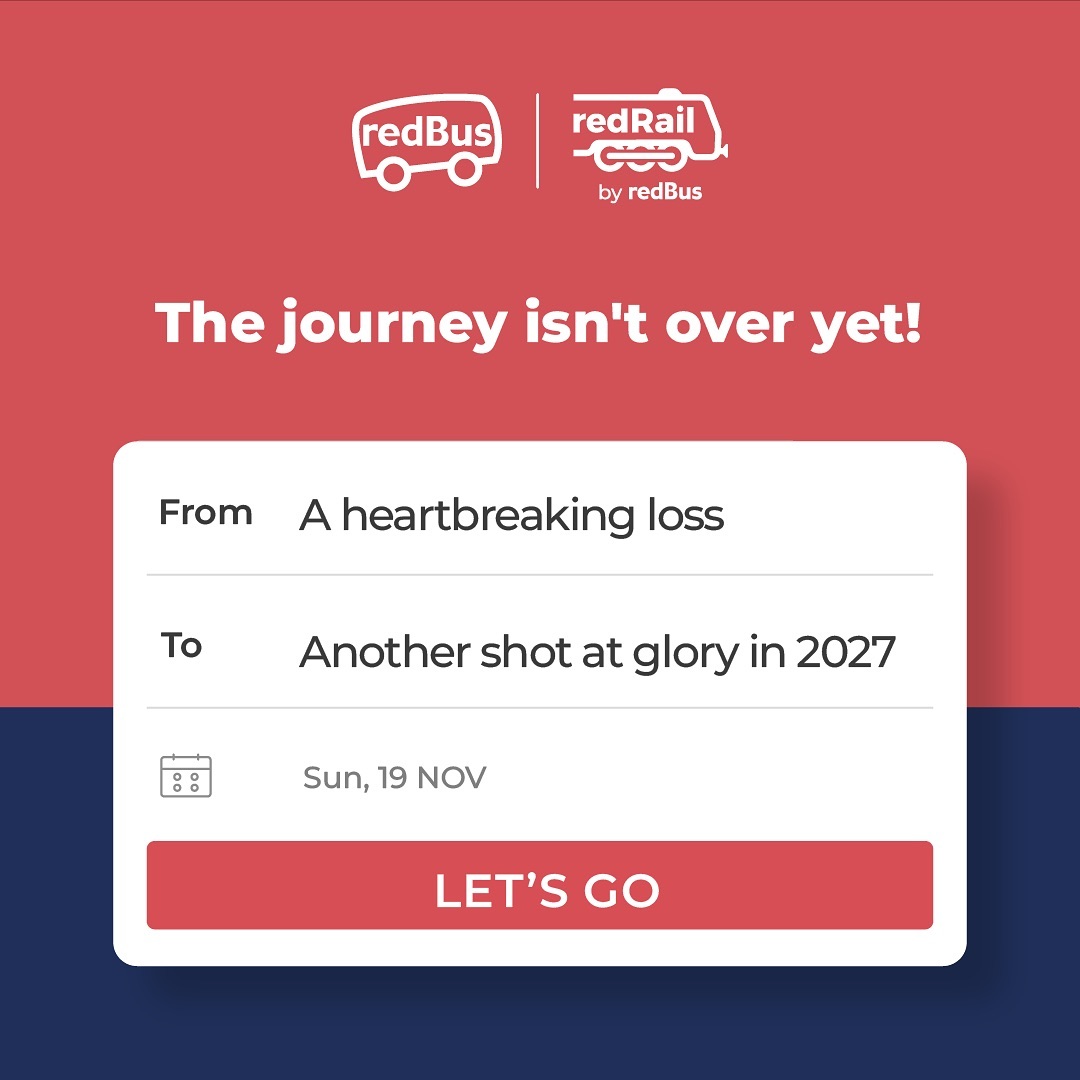 redBus
redRail
by redBus
The journey isn't over yet!
From A heartbreaking loss
To Another shot at glory in 2027
Sun, 19 NOV
LET’S GO